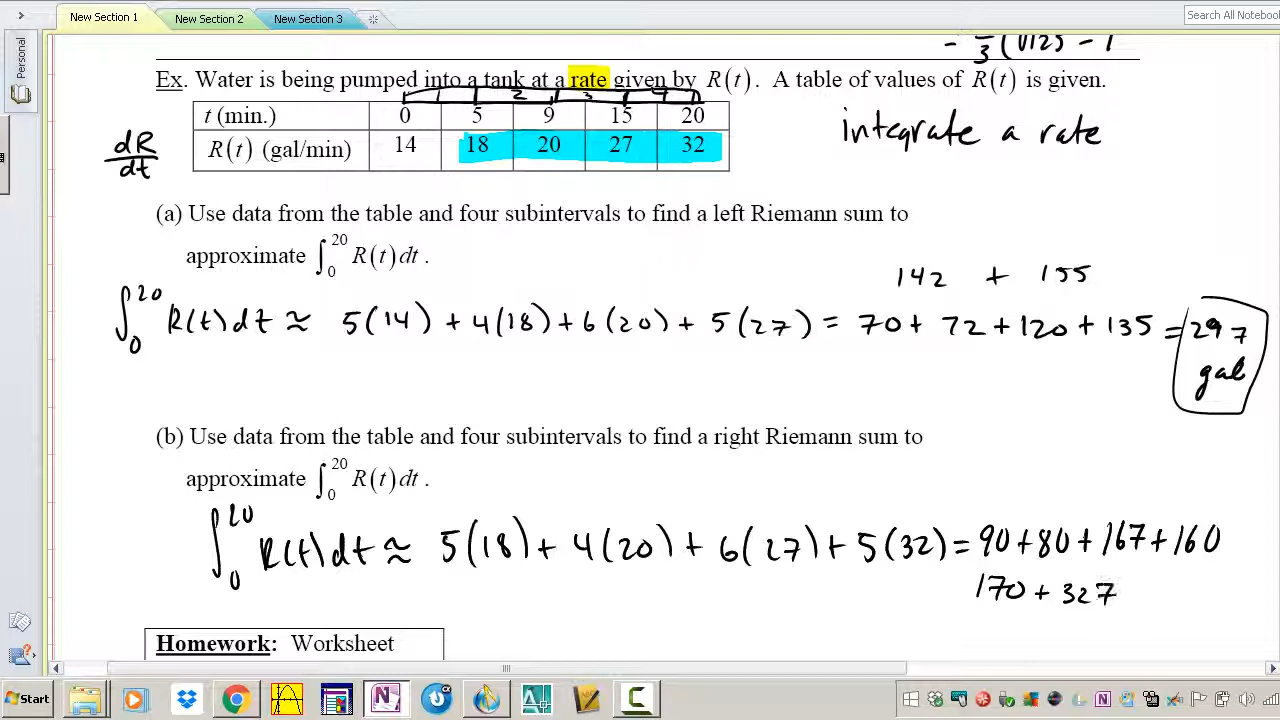 New Section 1 New Section 2 New Section 3 Search All Notebook
Personal
Ex. Water is being pumped into a tank at a rate given by R(t). A table of values of R(t) is given.
1 2 3 4
t (min.) 0 5 9 15 20
integrate a rate
dR/dt
R(t) (gal/min) 14 18 20 27 32
(a) Use data from the table and four subintervals to find a left Riemann sum to
approximate ∫₀²⁰ R(t)dt.
142 + 155
∫₀²⁰ R(t)dt ≈ 5(14) + 4(18) + 6(20) + 5(27) = 70 + 72 + 120 + 135 = 297
gal
(b) Use data from the table and four subintervals to find a right Riemann sum to
approximate ∫₀²⁰ R(t)dt.
∫₀²⁰ R(t)dt ≈ 5(18) + 4(20) + 6(27) + 5(32) = 90 + 80 + 167 + 160
170 + 327
Homework: Worksheet
Start